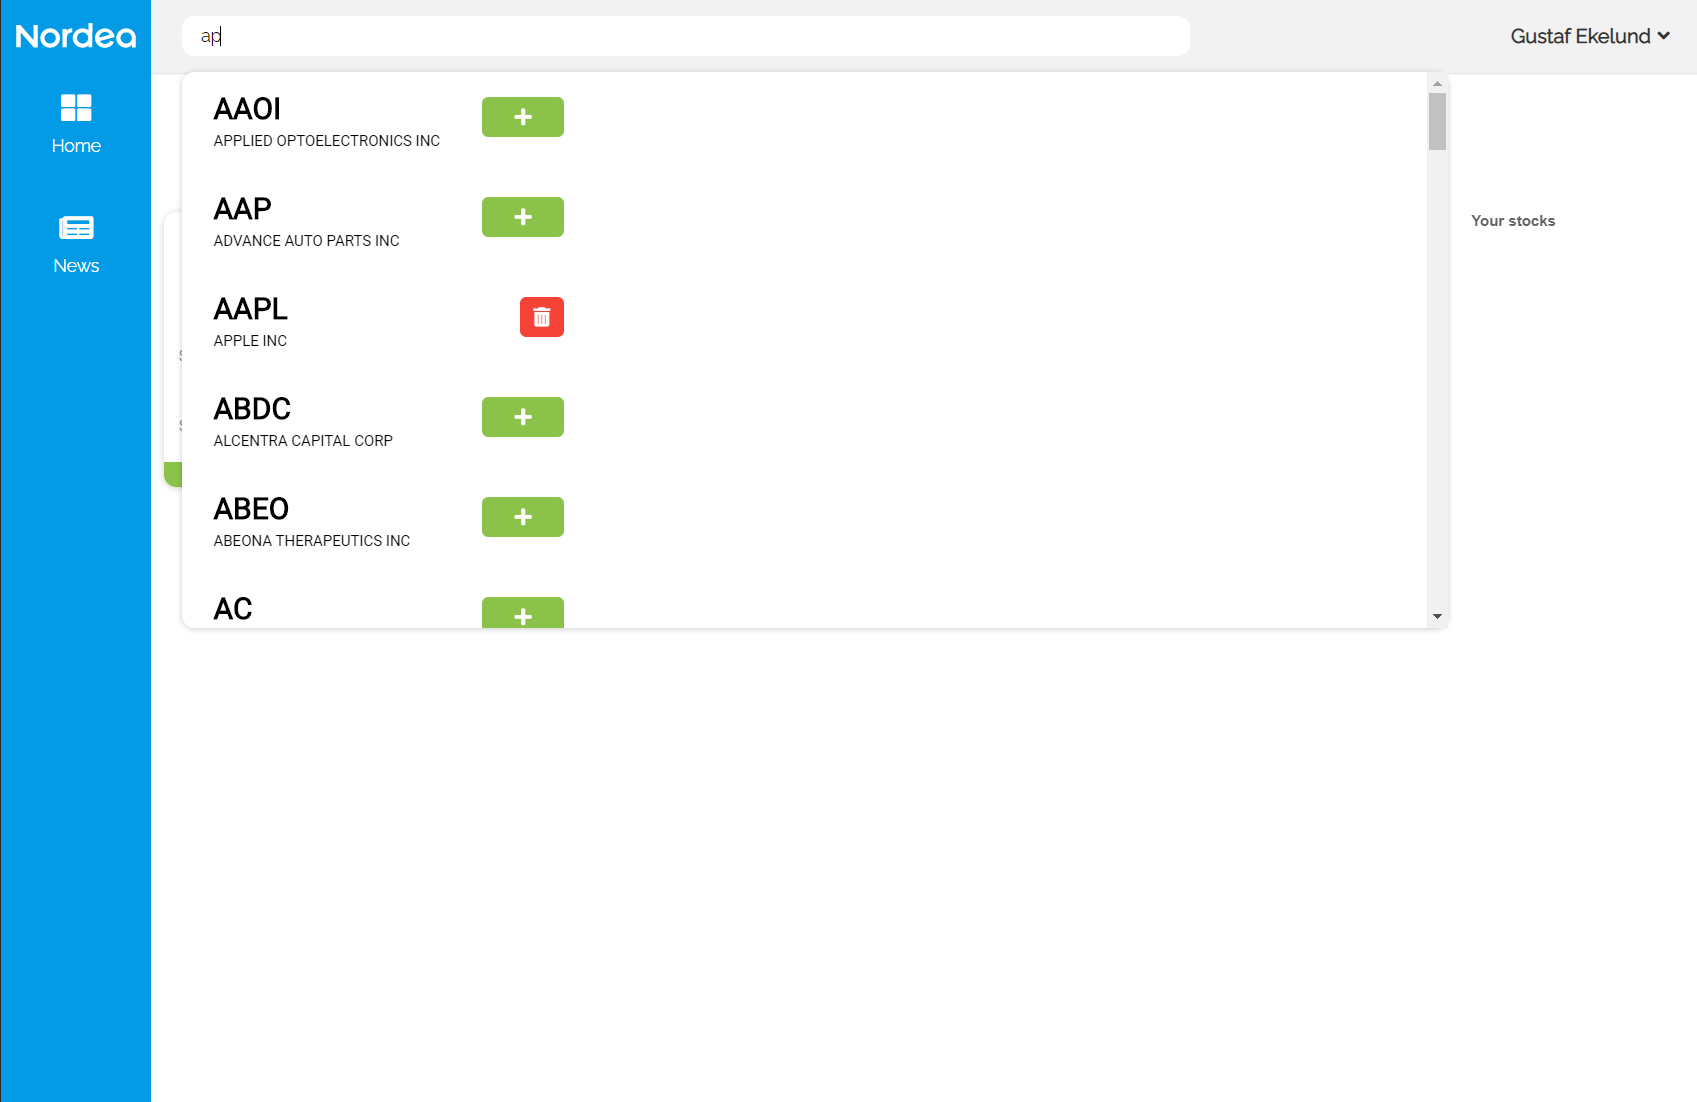 Nordea
ap
Gustaf Ekelund
Home
News
AAOI
APPLIED OPTOELECTRONICS INC
AAP
ADVANCE AUTO PARTS INC
AAPL
APPLE INC
ABDC
ALCENTRA CAPITAL CORP
ABEO
ABEONA THERAPEUTICS INC
AC
Your stocks